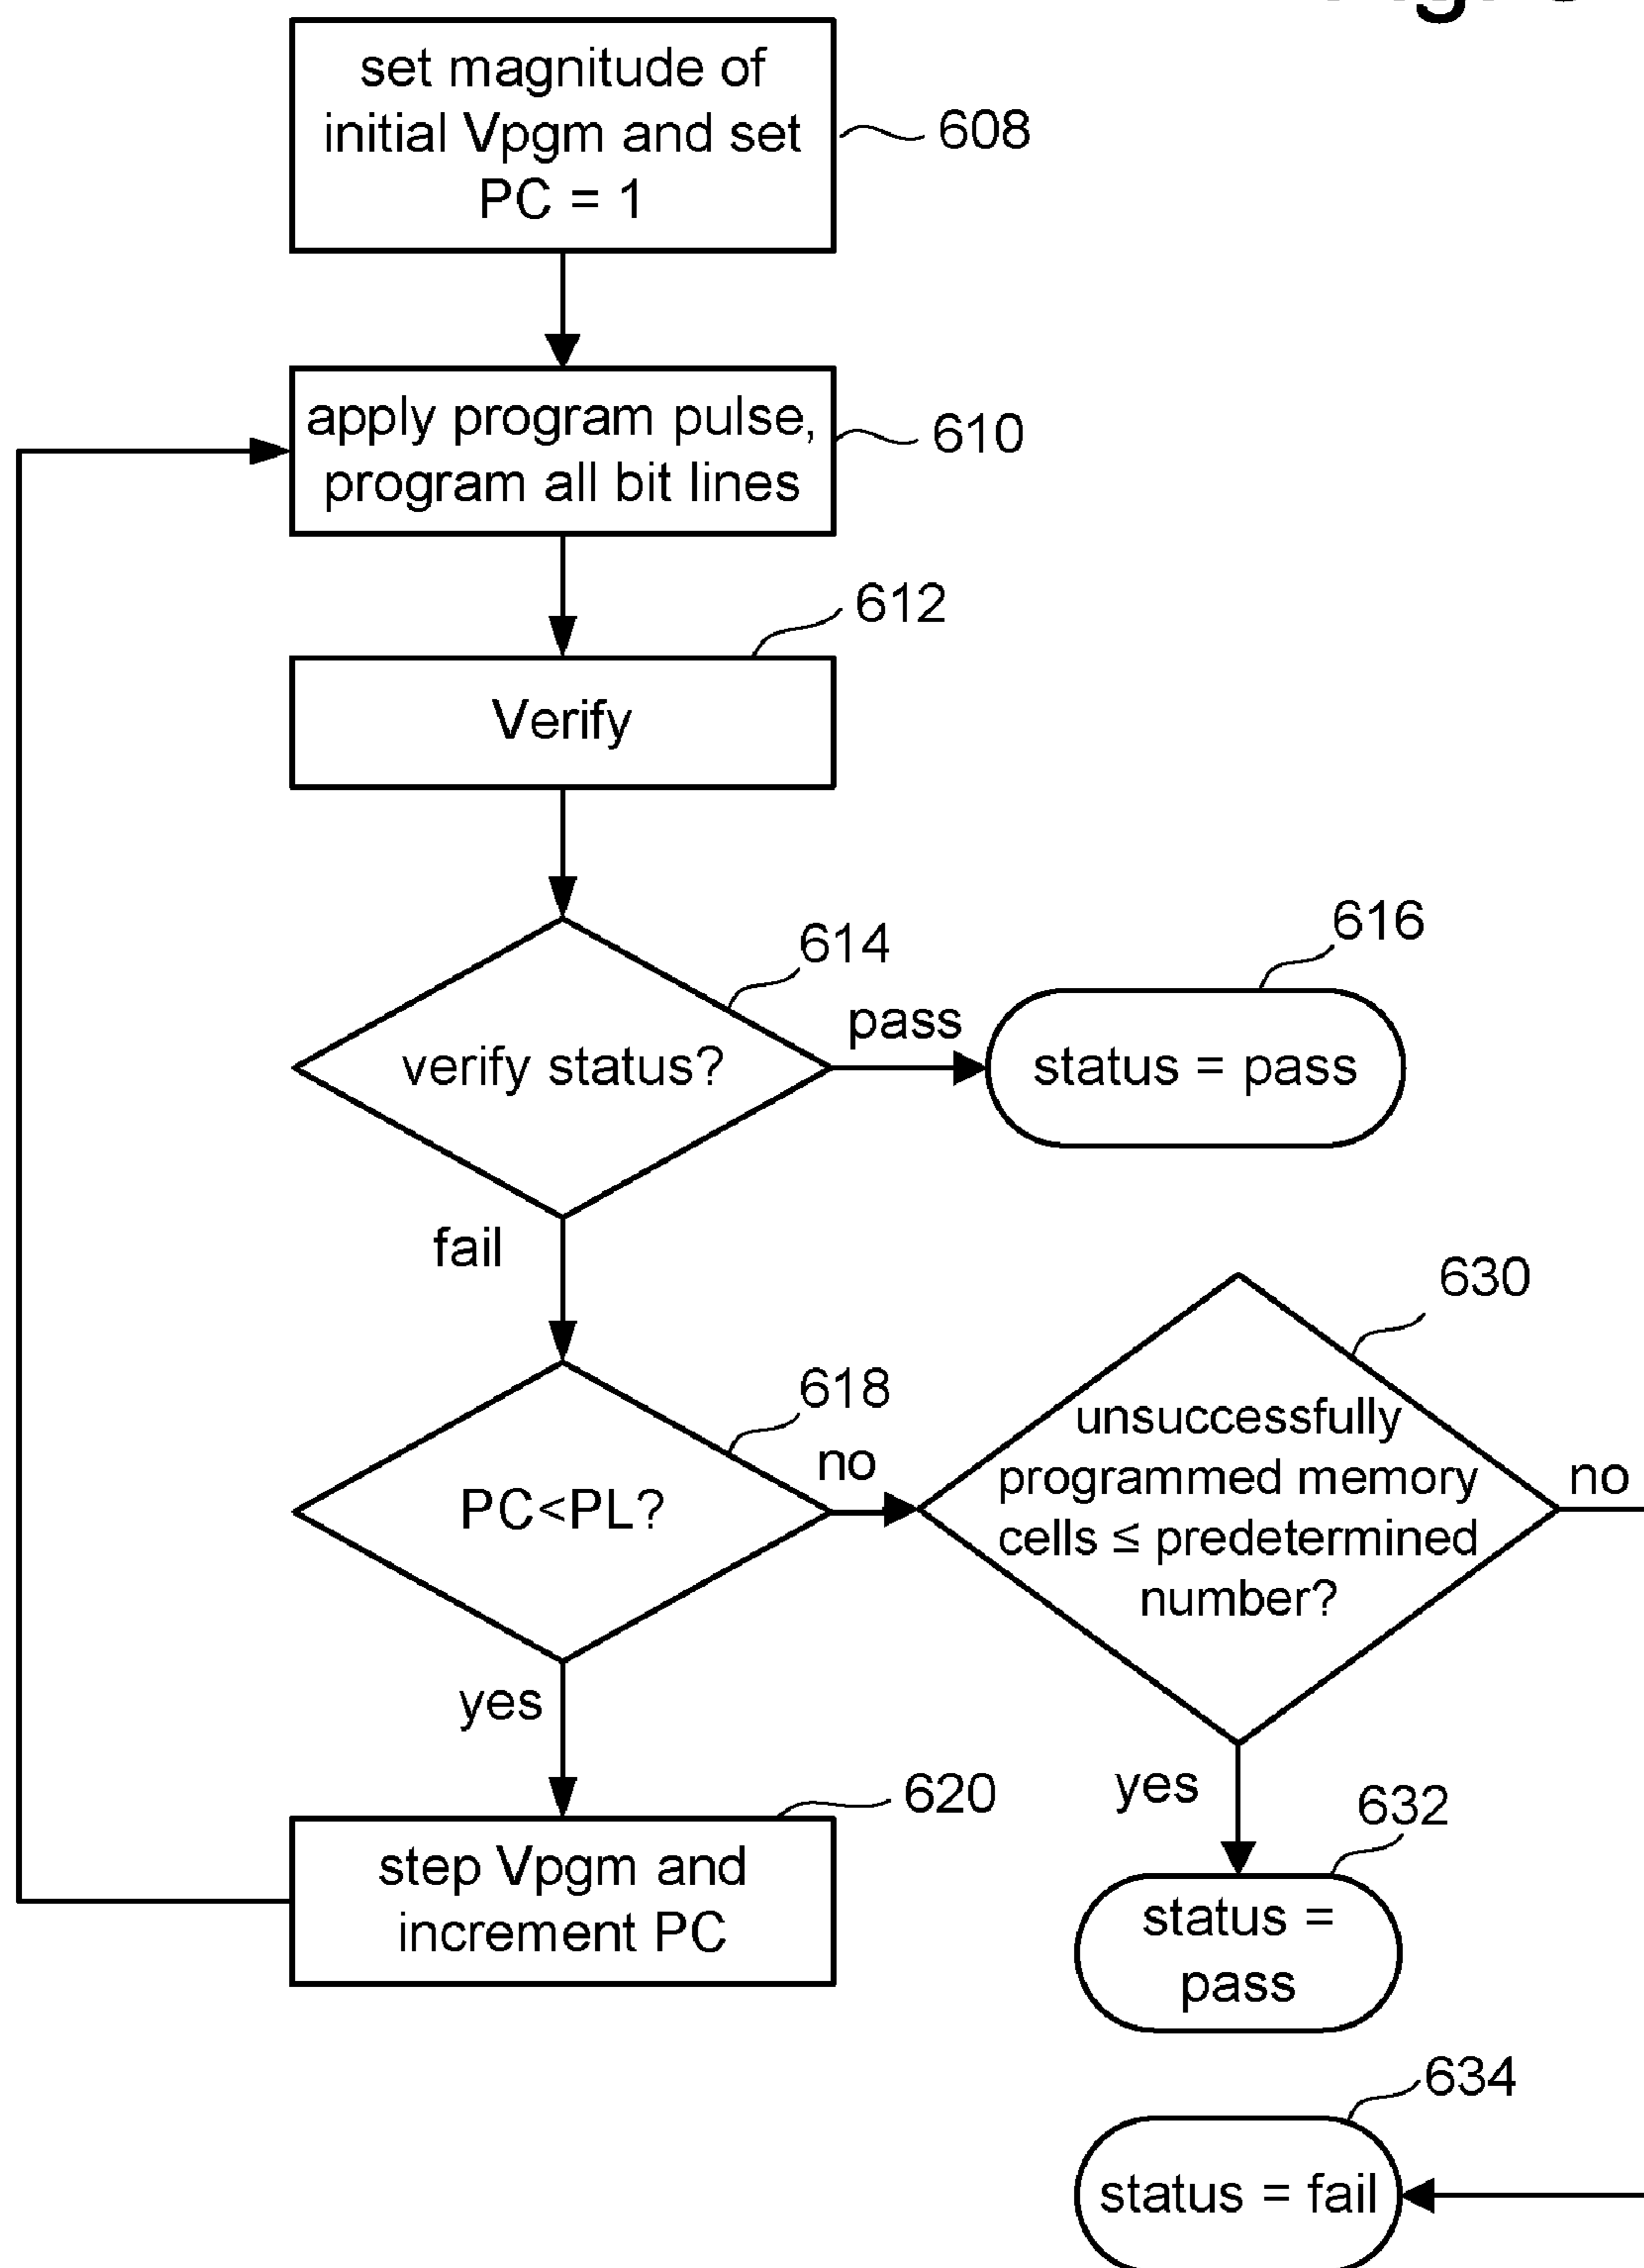 set magnitude of
initial Vpgm and set
PC = 1
608
apply program pulse,
program all bit lines
610
612
Verify
614
verify status?
pass
616
status = pass
fail
618
PC<PL?
no
630
unsuccessfully
programmed memory
cells ≤ predetermined
number?
no
yes
620
step Vpgm and
increment PC
yes
632
status =
pass
634
status = fail